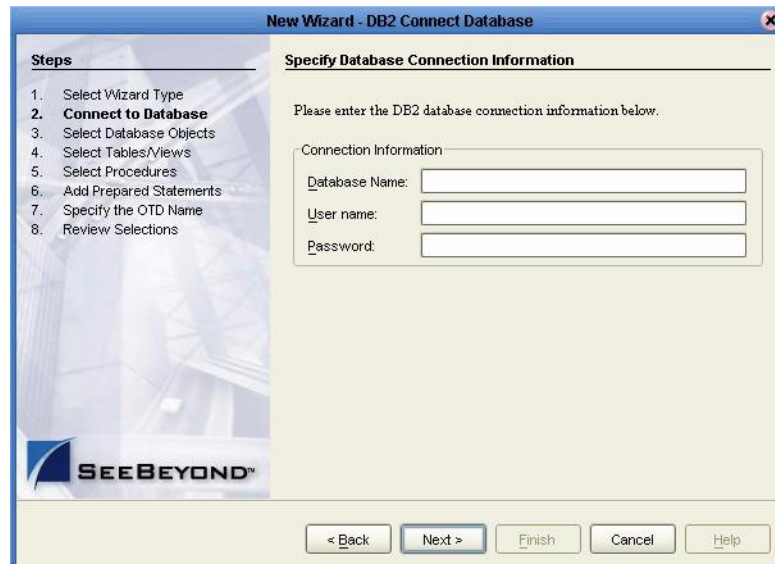 New Wizard - DB2 Connect Database
Steps
1. Select Wizard Type
2. Connect to Database
3. Select Database Objects
4. Select Tables/Views
5. Select Procedures
6. Add Prepared Statements
7. Specify the OTD Name
8. Review Selections
SEEBEYOND™
Specify Database Connection Information
Please enter the DB2 database connection information below.
Connection Information
Database Name:
User name:
Password:
< Back Next > Finish Cancel Help